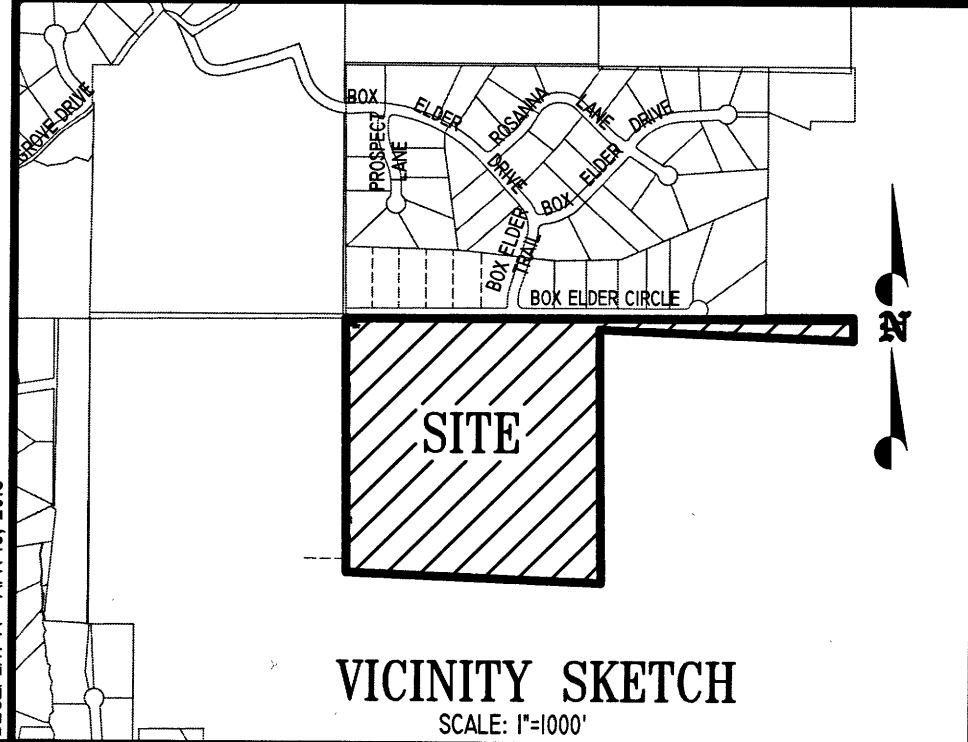 GROVE DRIVE
BOX ELDER DRIVE
PROSPECT
LANE
ROSANNA LANE
BOX ELDER DRIVE
BOX ELDER
TRAIL
BOX ELDER CIRCLE
N
SITE
VICINITY SKETCH
SCALE: 1"=1000'